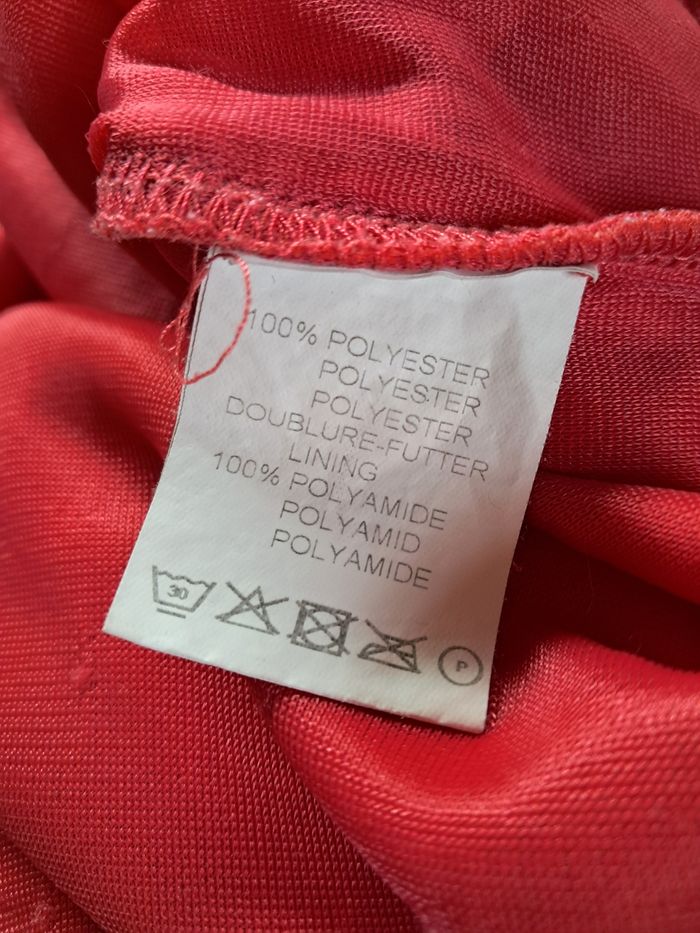 100% POLYESTER
POLYESTER
POLYESTER
DOUBLURE-FUTTER
LINING
100% POLYAMIDE
POLYAMID
POLYAMIDE
30
P